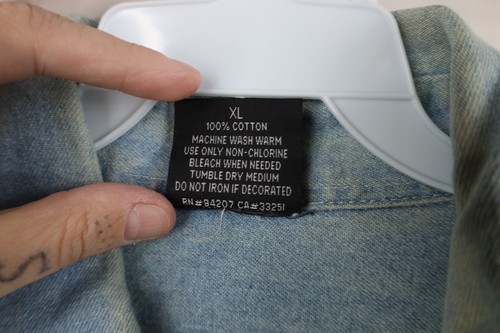 XL
100% COTTON
MACHINE WASH WARM
USE ONLY NON-CHLORINE
BLEACH WHEN NEEDED
TUMBLE DRY MEDIUM
DO NOT IRON IF DECORATED
RN#94207 CA#33251